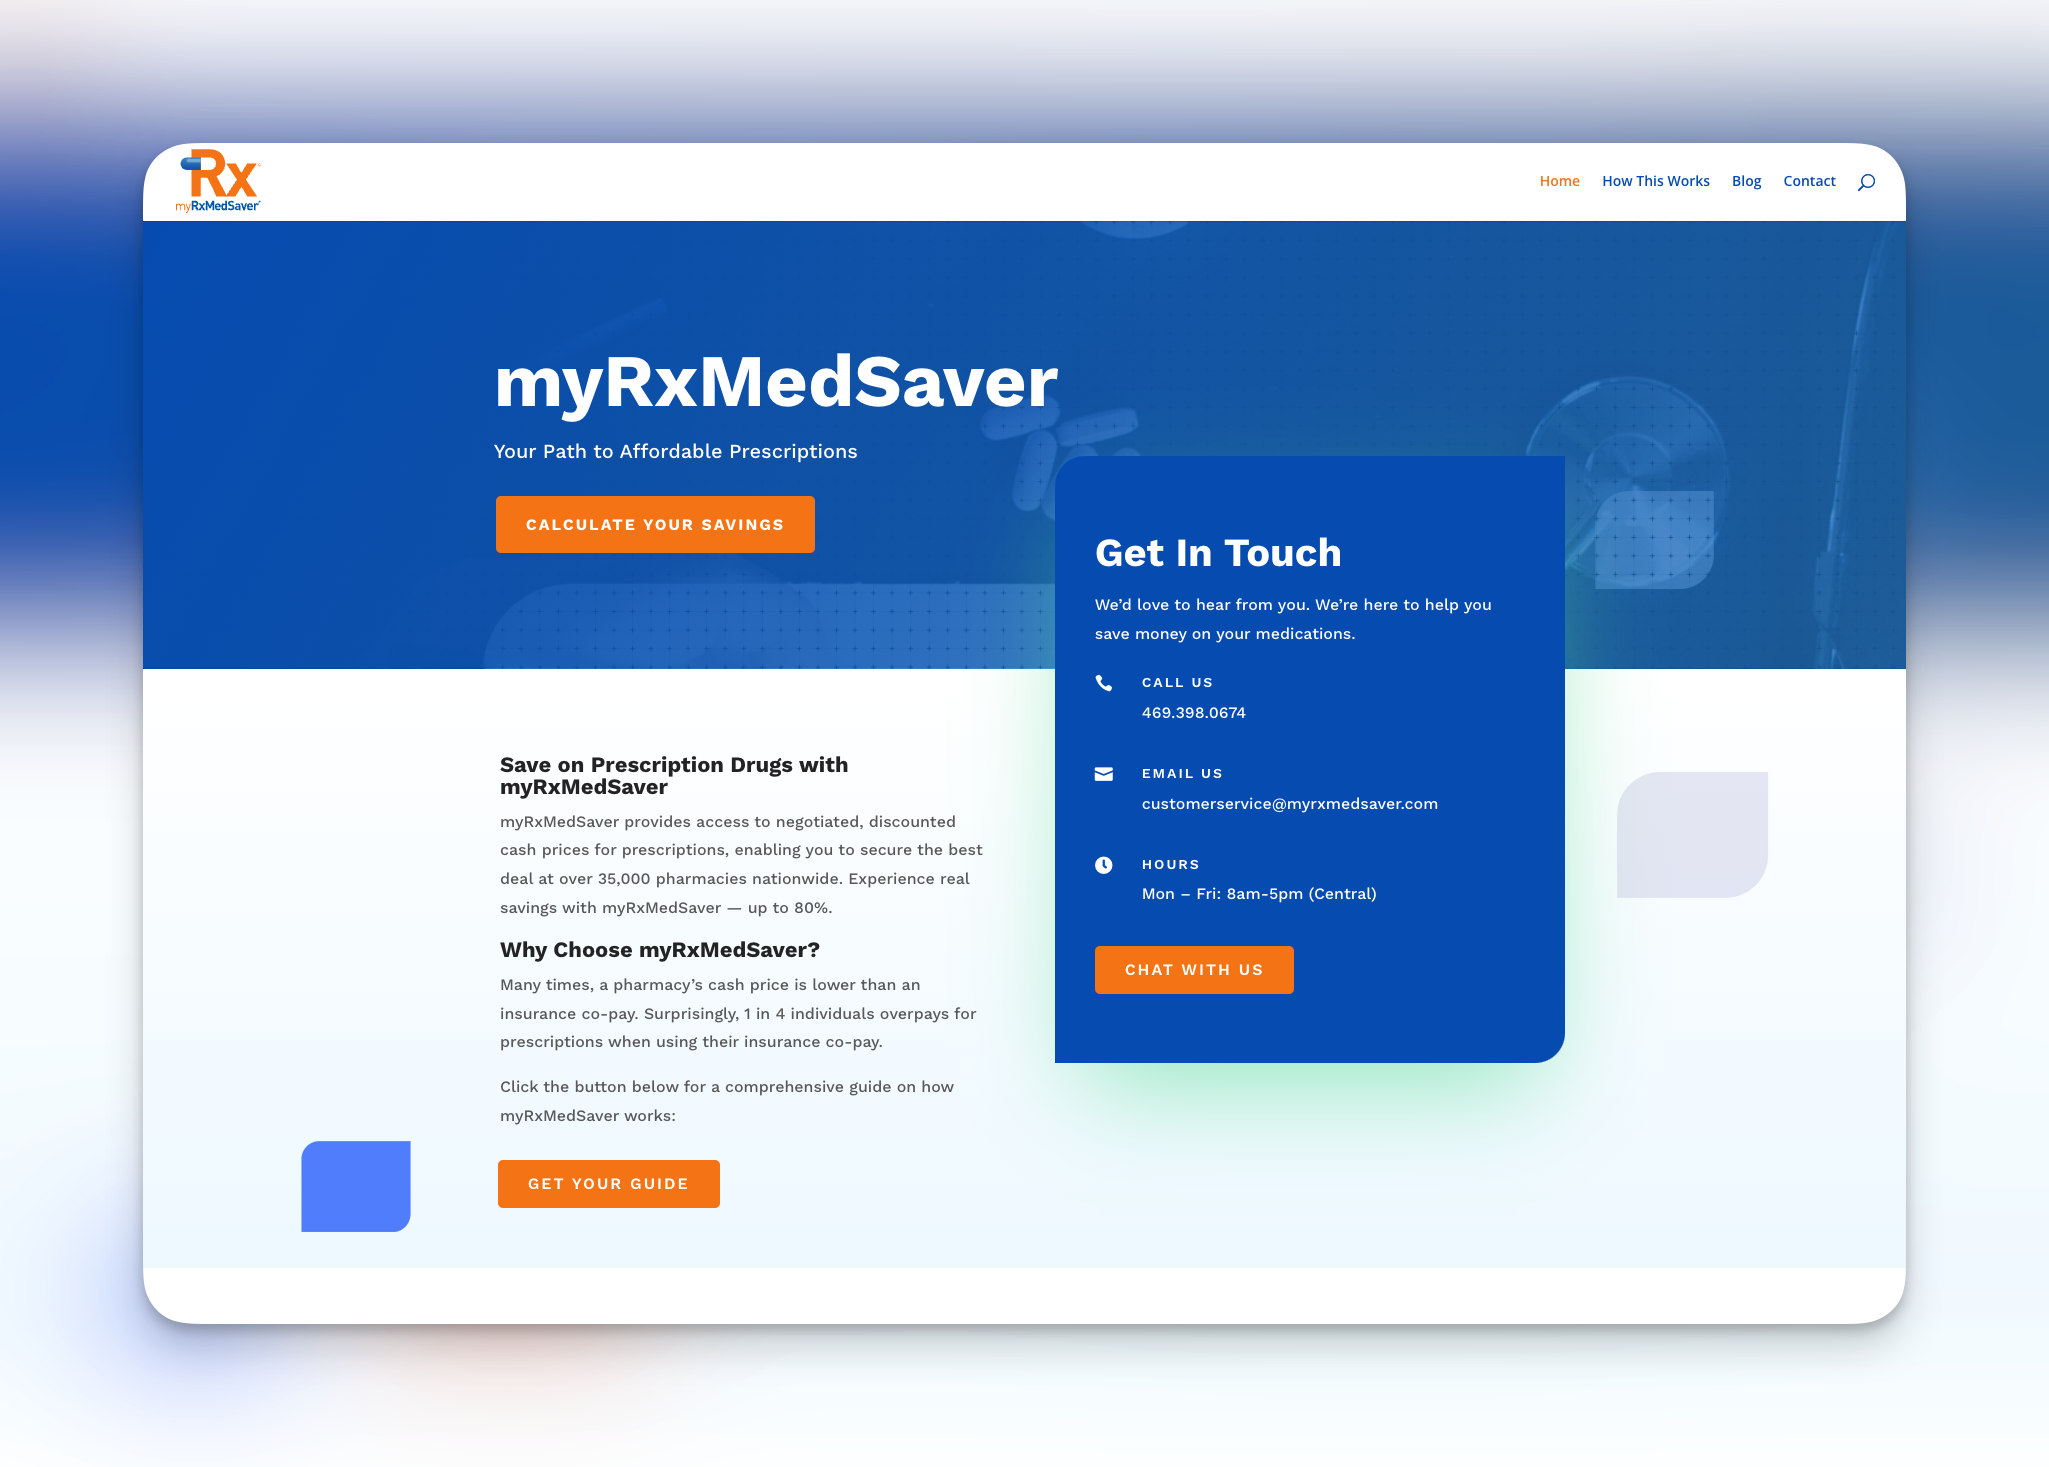 Rx
myRxMedSaver
Home
How This Works
Blog
Contact
myRxMedSaver
Your Path to Affordable Prescriptions
CALCULATE YOUR SAVINGS
Save on Prescription Drugs with
myRxMedSaver
myRxMedSaver provides access to negotiated, discounted
cash prices for prescriptions, enabling you to secure the best
deal at over 35,000 pharmacies nationwide. Experience real
savings with myRxMedSaver — up to 80%.
Why Choose myRxMedSaver?
Many times, a pharmacy’s cash price is lower than an
insurance co-pay. Surprisingly, 1 in 4 individuals overpays for
prescriptions when using their insurance co-pay.
Click the button below for a comprehensive guide on how
myRxMedSaver works:
GET YOUR GUIDE
Get In Touch
We’d love to hear from you. We’re here to help you
save money on your medications.
CALL US
469.398.0674
EMAIL US
customerservice@myrxmedsaver.com
HOURS
Mon – Fri: 8am-5pm (Central)
CHAT WITH US